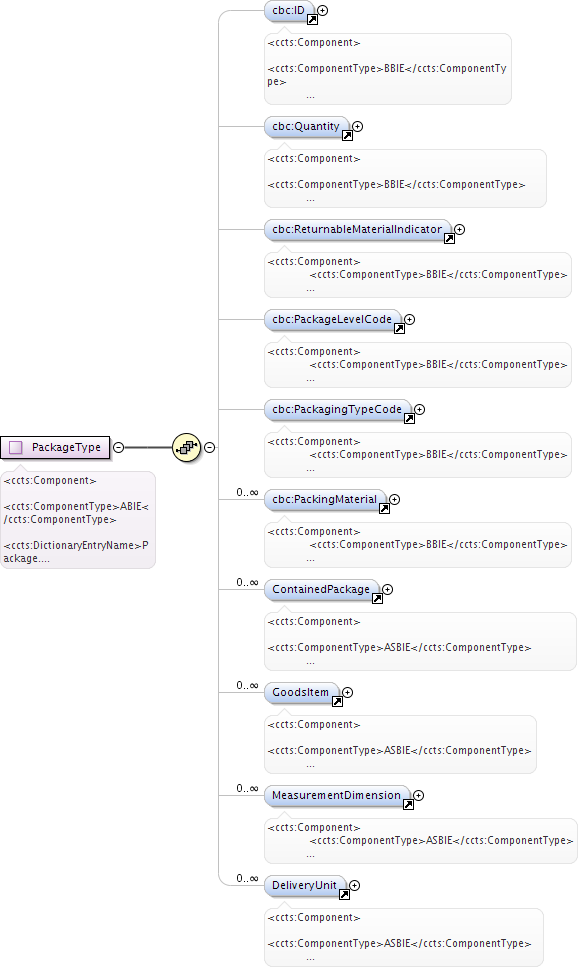 cbc:ID
<ccts:Component>
<ccts:ComponentType>BBIE</ccts:ComponentTy
pe>
...
cbc:Quantity
<ccts:Component>
<ccts:ComponentType>BBIE</ccts:ComponentType>
...
cbc:ReturnableMaterialIndicator
<ccts:Component>
<ccts:ComponentType>BBIE</ccts:ComponentType>
...
cbc:PackageLevelCode
<ccts:Component>
<ccts:ComponentType>BBIE</ccts:ComponentType>
...
cbc:PackagingTypeCode
<ccts:Component>
<ccts:ComponentType>BBIE</ccts:ComponentType>
...
PackageType
<ccts:Component>
<ccts:ComponentType>ABIE<
/ccts:ComponentType>
<ccts:DictionaryEntryName>P
ackage....
0..∞
cbc:PackingMaterial
<ccts:Component>
<ccts:ComponentType>BBIE</ccts:ComponentType>
...
0..∞
ContainedPackage
<ccts:Component>
<ccts:ComponentType>ASBIE</ccts:ComponentType>
...
0..∞
GoodsItem
<ccts:Component>
<ccts:ComponentType>ASBIE</ccts:ComponentType>
...
0..∞
MeasurementDimension
<ccts:Component>
<ccts:ComponentType>ASBIE</ccts:ComponentType>
...
0..∞
DeliveryUnit
<ccts:Component>
<ccts:ComponentType>ASBIE</ccts:ComponentType>
...